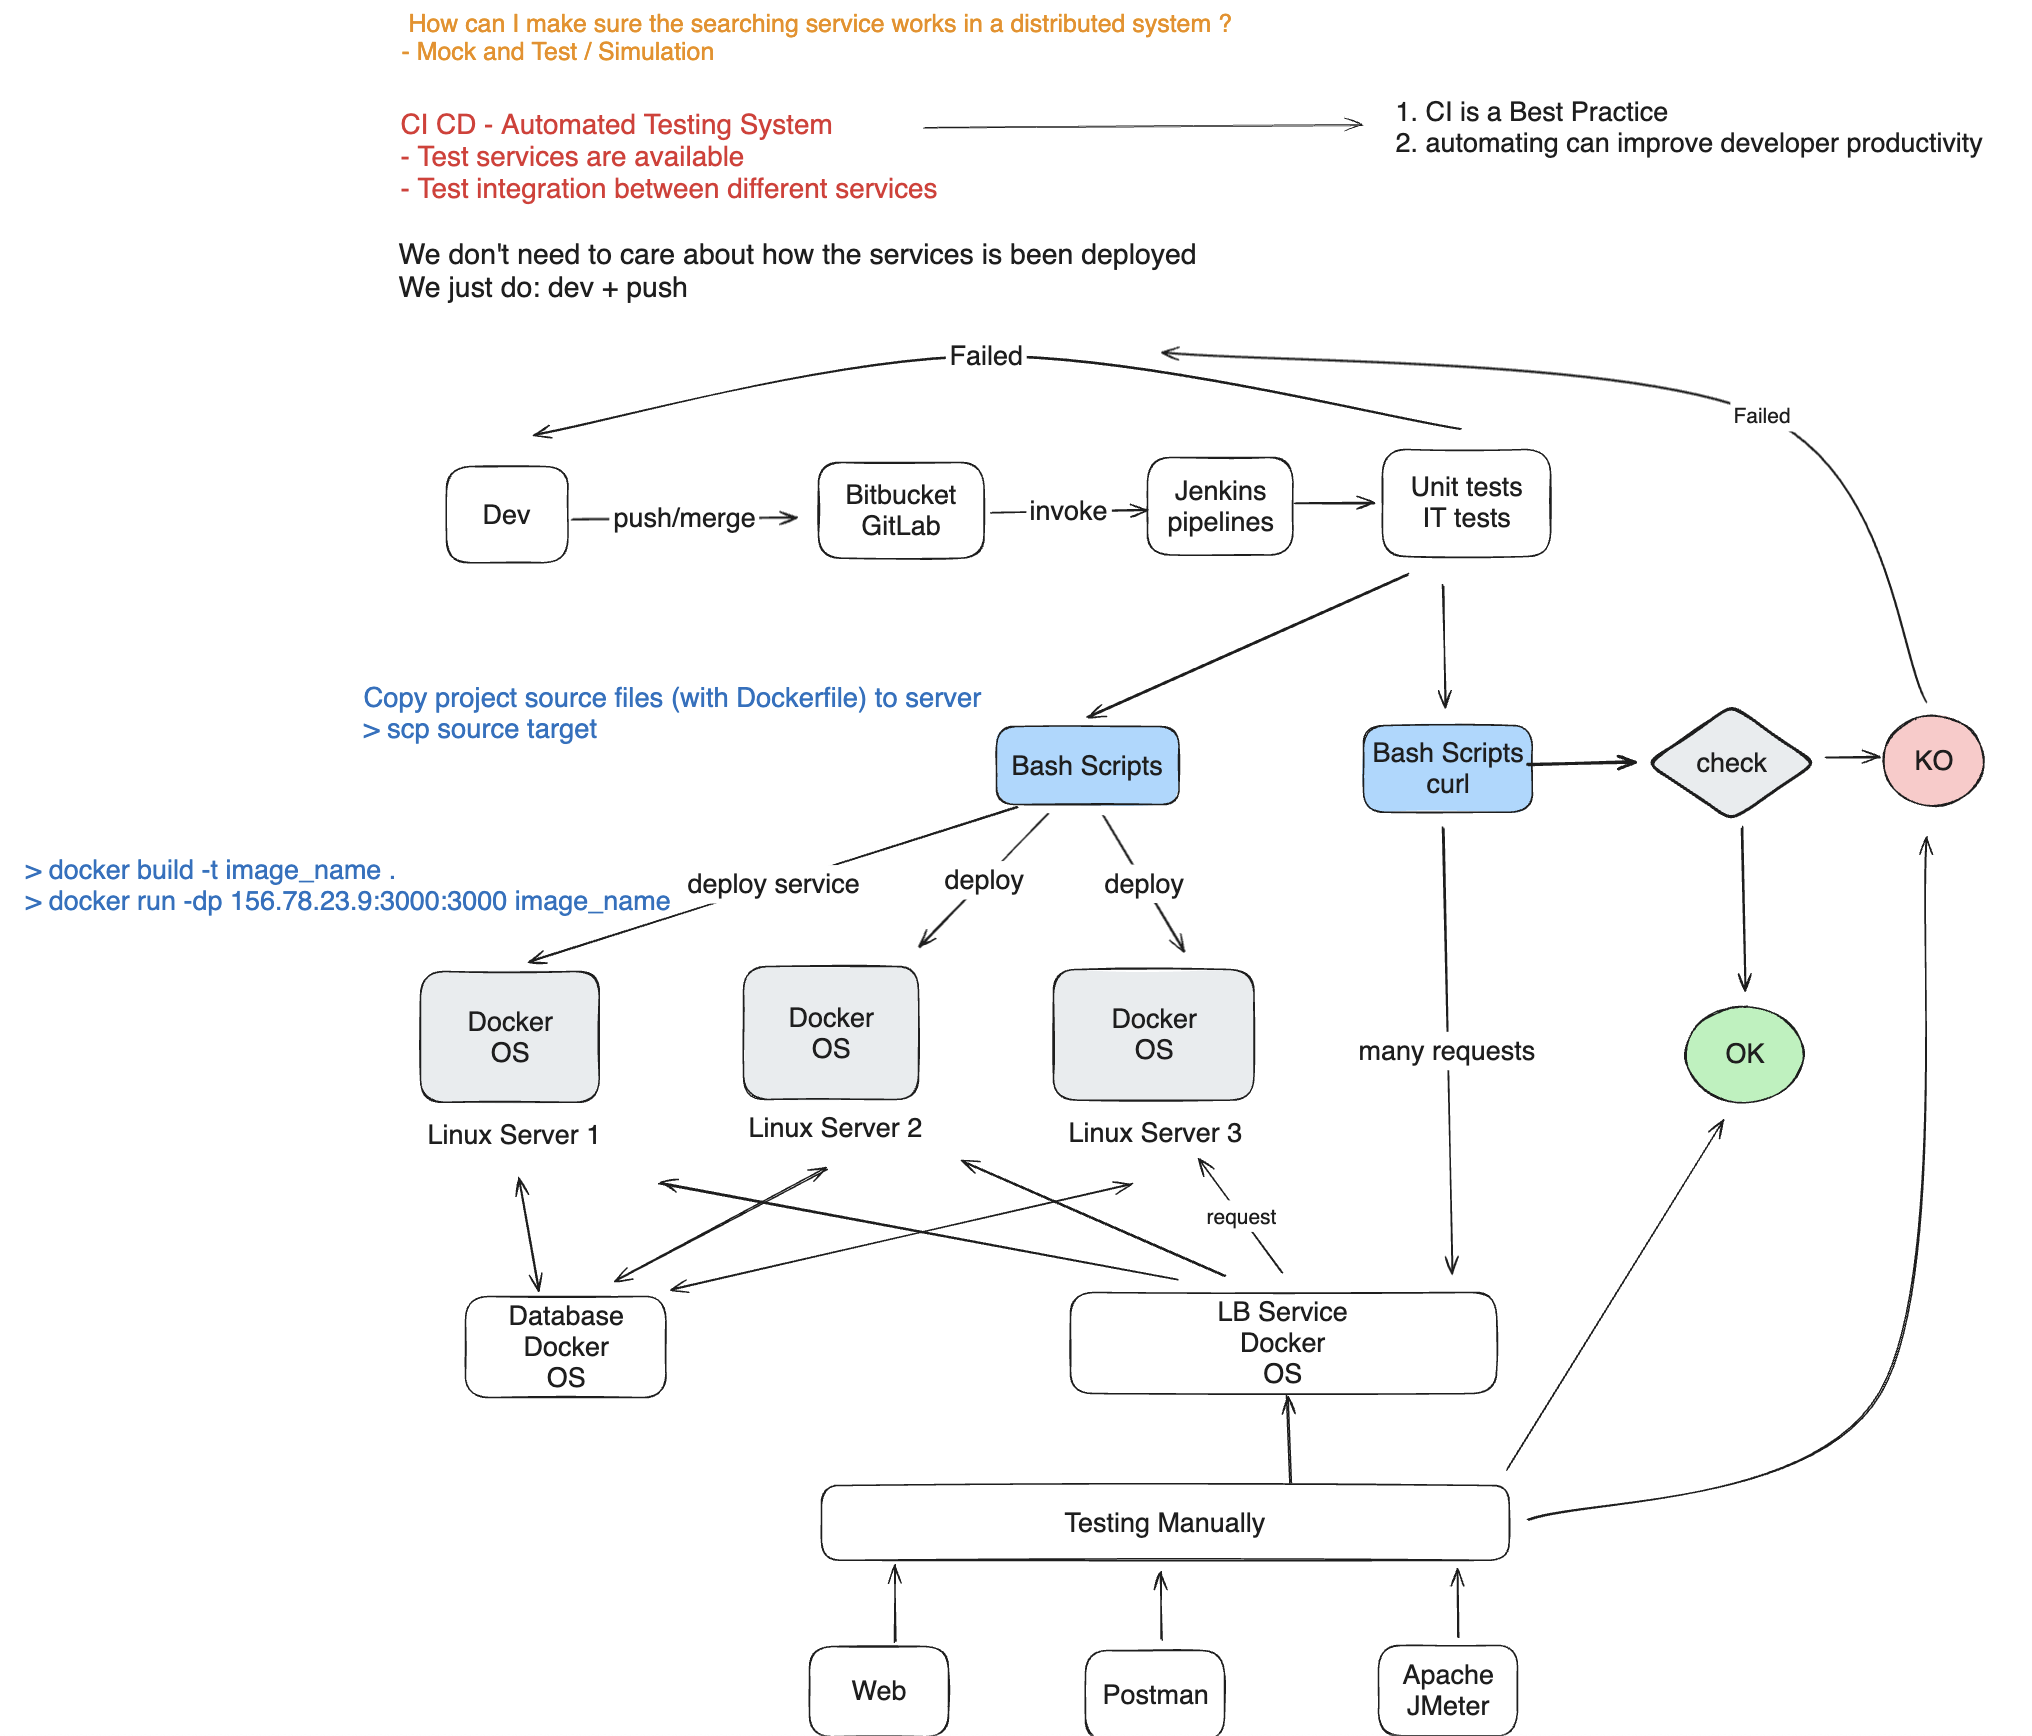 How can I make sure the searching service works in a distributed system ?
- Mock and Test / Simulation
CI CD - Automated Testing System
- Test services are available
- Test integration between different services
1. CI is a Best Practice
2. automating can improve developer productivity
We don't need to care about how the services is been deployed
We just do: dev + push
Failed
Failed
Dev
push/merge
Bitbucket
GitLab
invoke
Jenkins
pipelines
Unit tests
IT tests
Copy project source files (with Dockerfile) to server
> scp source target
Bash Scripts
Bash Scripts
curl
check
KO
> docker build -t image_name .
> docker run -dp 156.78.23.9:3000:3000 image_name
deploy service
deploy
deploy
Docker
OS
Docker
OS
Docker
OS
many requests
OK
Linux Server 1
Linux Server 2
Linux Server 3
request
Database
Docker
OS
LB Service
Docker
OS
Testing Manually
Web
Postman
Apache
JMeter